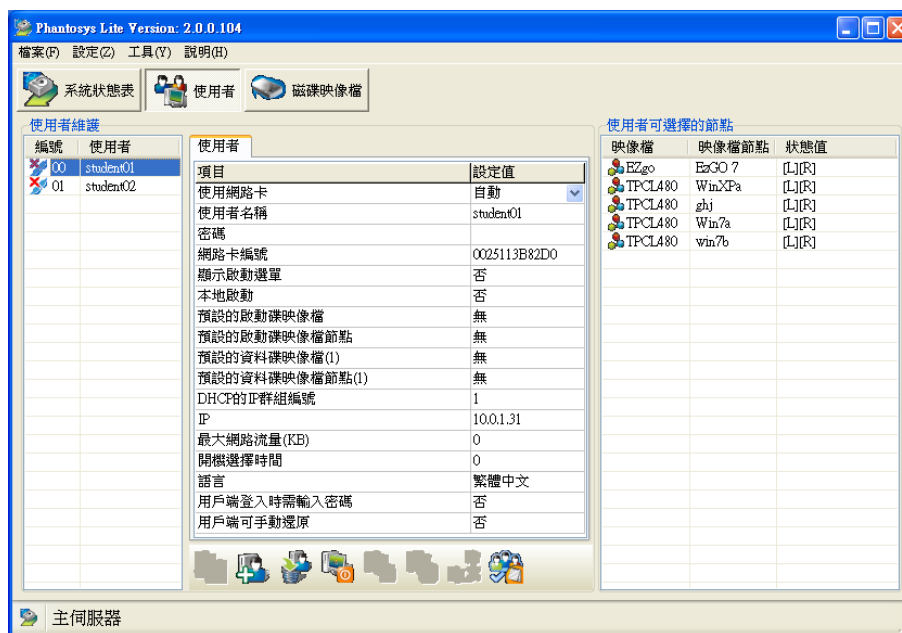 Phantosys Lite Version: 2.0.0.104
檔案(F) 設定(Z) 工具(Y) 說明(H)
系統狀態表 使用者 磁碟映像檔
使用者維護
編號 使用者
00 student01
01 student02
使用者
項目 設定值
使用網路卡 自動
使用者名稱 student01
密碼
網路卡編號 0025113B82D0
顯示啟動選單 否
本地啟動 否
預設的啟動碟映像檔 無
預設的啟動碟映像檔節點 無
預設的資料碟映像檔(1) 無
預設的資料碟映像檔節點(1) 無
DHCP的IP群組編號 1
IP 10.0.1.31
最大網路流量(KB) 0
開機選擇時間 0
語言 繁體中文
用戶端登入時需輸入密碼 否
用戶端可手動還原 否
使用者可選擇的節點
映像檔 映像檔節點 狀態值
EZgo EzGO 7 [L][R]
TPCL480 WinXPa [L][R]
TPCL480 ghj [L][R]
TPCL480 Win7a [L][R]
TPCL480 win7b [L][R]
主伺服器